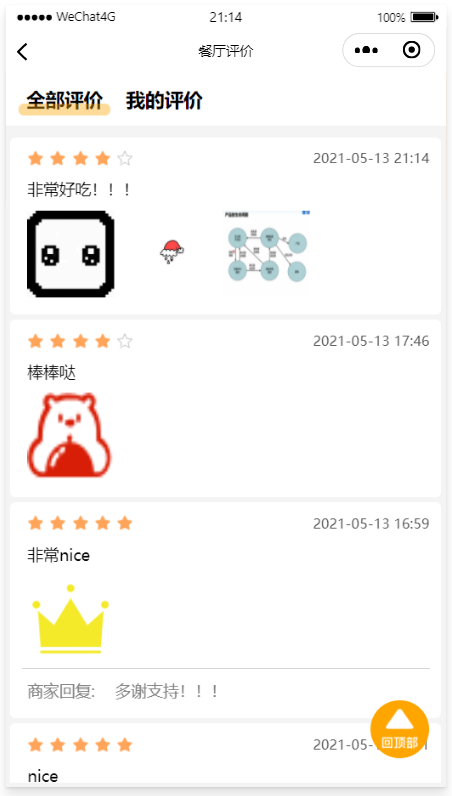 WeChat4G 21:14 100%
餐厅评价
全部评价 我的评价
2021-05-13 21:14
非常好吃！！！
2021-05-13 17:46
棒棒哒
2021-05-13 16:59
非常nice
商家回复: 多谢支持！！！
2021-05-
回顶部
nice